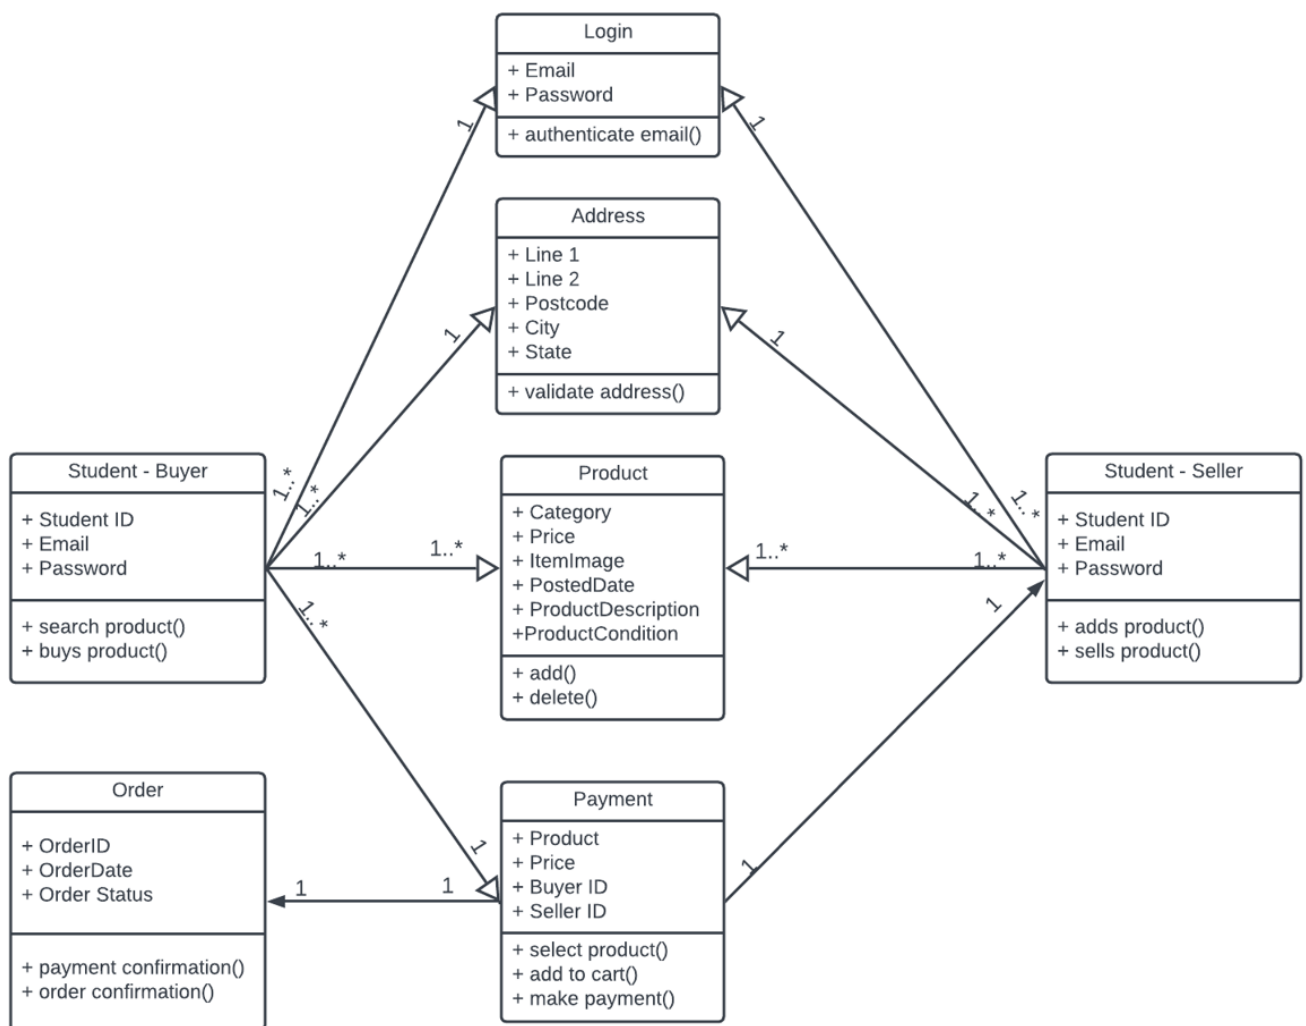 Login
+ Email
+ Password
+ authenticate email()
1
1
Address
+ Line 1
+ Line 2
+ Postcode
+ City
+ State
+ validate address()
1
1
Student - Buyer
+ Student ID
+ Email
+ Password
+ search product()
+ buys product()
1..*
1..*
1..*
1..*
1..*
Product
+ Category
+ Price
+ ItemImage
+ PostedDate
+ ProductDescription
+ProductCondition
+ add()
+ delete()
1..*
1..*
1..*
1..*
Student - Seller
+ Student ID
+ Email
+ Password
+ adds product()
+ sells product()
1
Order
+ OrderID
+ OrderDate
+ Order Status
+ payment confirmation()
+ order confirmation()
1
1
1
Payment
+ Product
+ Price
+ Buyer ID
+ Seller ID
+ select product()
+ add to cart()
+ make payment()
1